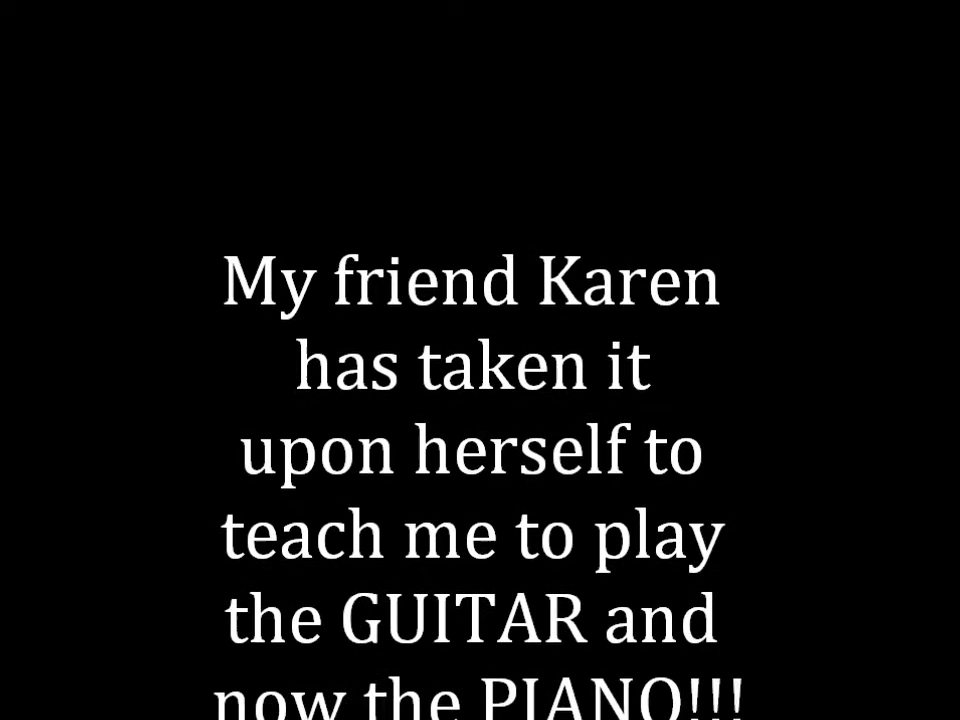 My friend Karen
has taken it
upon herself to
teach me to play
the GUITAR and
now the PIANO!!!